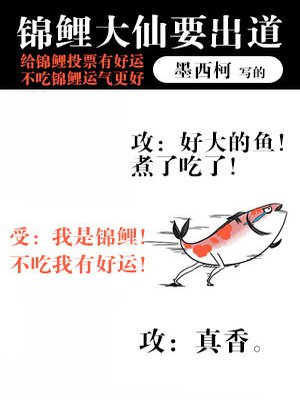 锦鲤大仙要出道
给锦鲤投票有好运
不吃锦鲤运气更好
墨西柯 写的
攻：好大的鱼！
煮了吃了！
受：我是锦鲤！
不吃我有好运！
攻：真香。